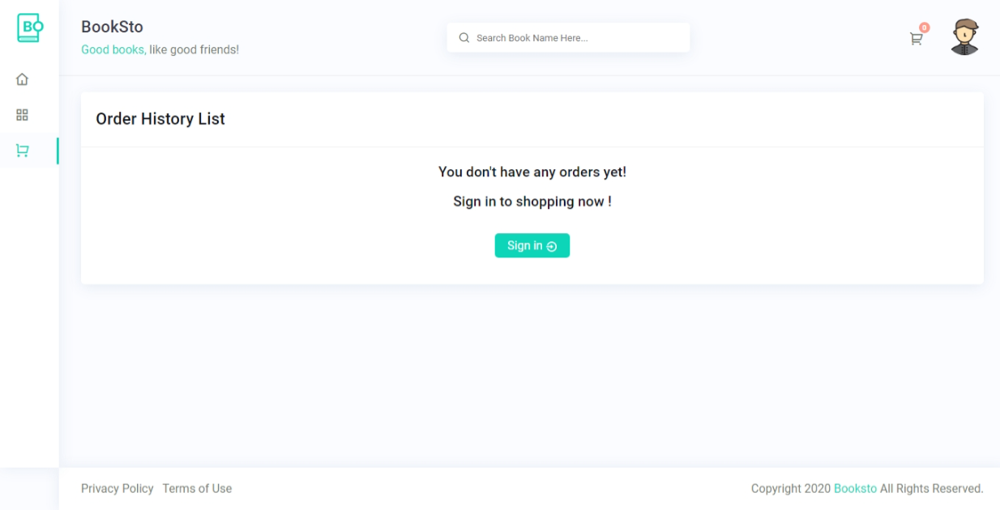 BO
BookSto
Good books, like good friends!
Search Book Name Here...
0
Order History List
You don't have any orders yet!
Sign in to shopping now !
Sign in
Privacy Policy Terms of Use
Copyright 2020 Booksto All Rights Reserved.